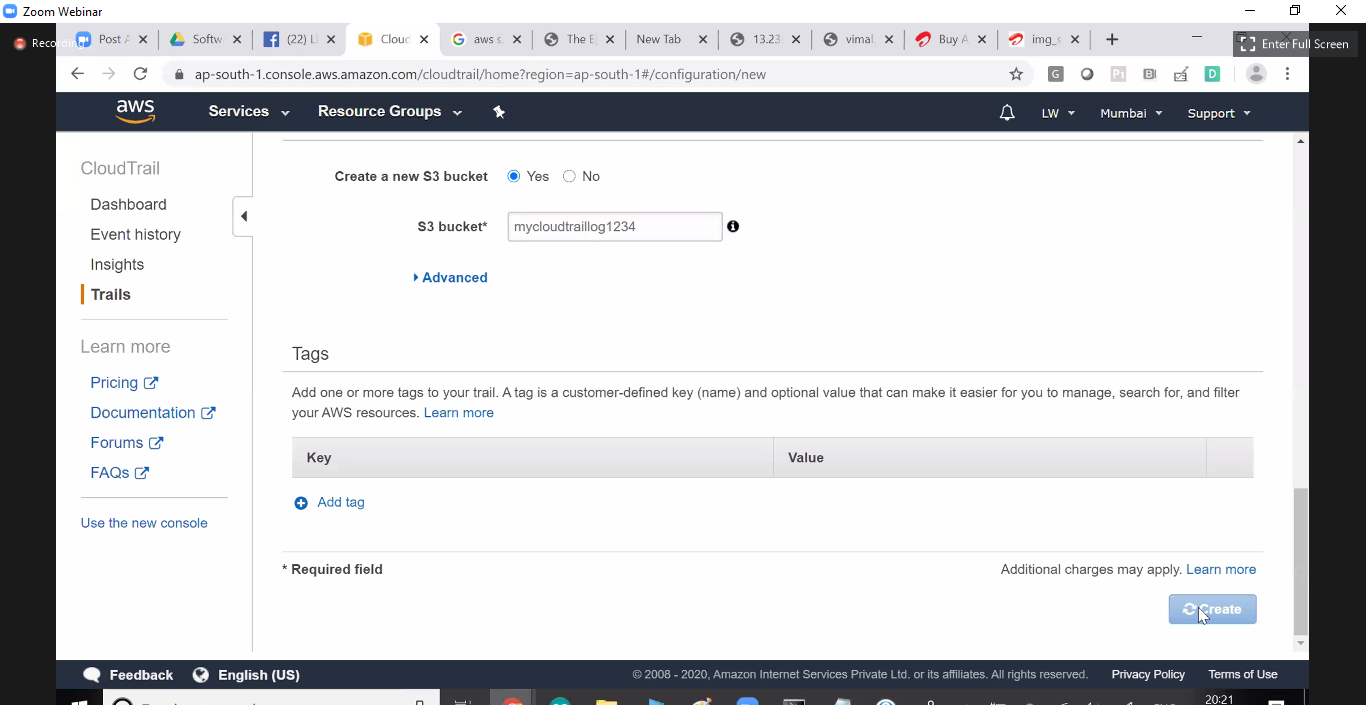 Zoom Webinar
Recording
Post A
Softw
(22) L
Clou
aws s.
The E
New Tab
13.23
vimal.
Buy A
img_s
Enter Full Screen
ap-south-1.console.aws.amazon.com/cloudtrail/home?region=ap-south-1#/configuration/new
aws Services Resource Groups LW Mumbai Support
CloudTrail
Dashboard
Event history
Insights
Trails
Learn more
Pricing
Documentation
Forums
FAQs
Use the new console
Create a new S3 bucket Yes No
S3 bucket* mycloudtraillog1234
Advanced
Tags
Add one or more tags to your trail. A tag is a customer-defined key (name) and optional value that can make it easier for you to manage, search for, and filter
your AWS resources. Learn more
Key Value
Add tag
* Required field Additional charges may apply. Learn more
Create
Feedback English (US) © 2008 - 2020, Amazon Internet Services Private Ltd. or its affiliates. All rights reserved. Privacy Policy Terms of Use
20:21